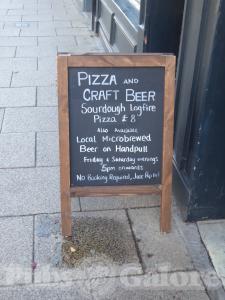 PIZZA AND
CRAFT BEER
Sourdough Logfire
Pizza £8
Also Available
Local Microbrewed
Beer on Handpull
Friday & Saturday evenings
5pm onwards
No Booking Required, Just